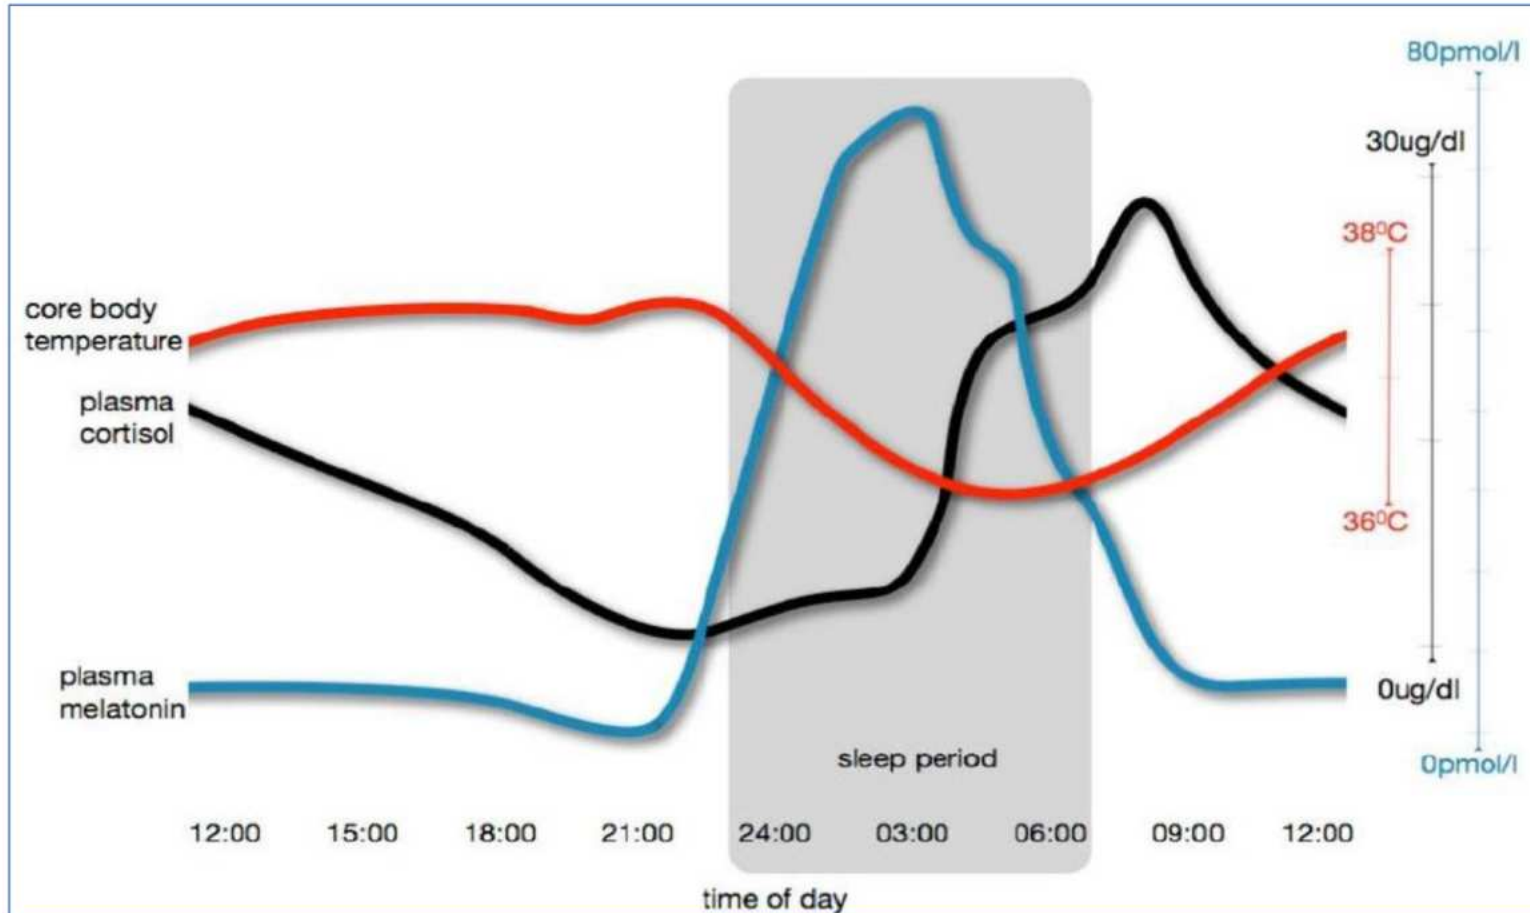 80pmol/l
30ug/dl
38⁰C
core body
temperature
plasma
cortisol
36⁰C
plasma
melatonin
0ug/dl
sleep period
0pmol/l
12:00 15:00 18:00 21:00 24:00 03:00 06:00 09:00 12:00
time of day